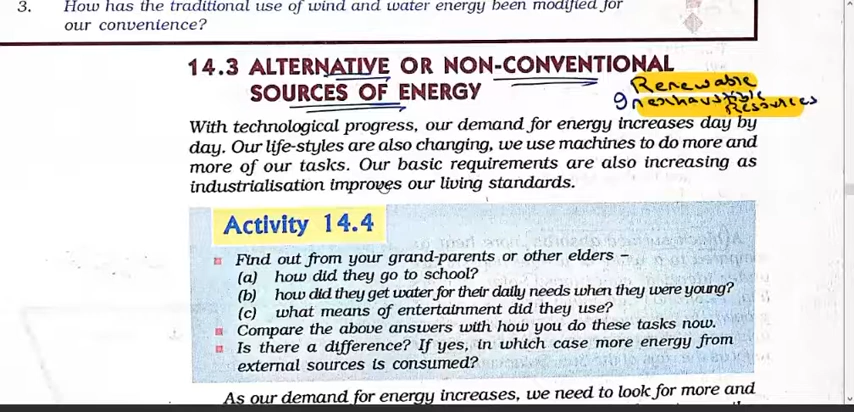 3. How has the traditional use of wind and water energy been modified for
our convenience?
14.3 ALTERNATIVE OR NON-CONVENTIONAL
SOURCES OF ENERGY
Renewable
Inexhaustible
Resources
With technological progress, our demand for energy increases day by
day. Our life-styles are also changing, we use machines to do more and
more of our tasks. Our basic requirements are also increasing as
industrialisation improves our living standards.
Activity 14.4
Find out from your grand-parents or other elders –
(a) how did they go to school?
(b) how did they get water for their daily needs when they were young?
(c) what means of entertainment did they use?
Compare the above answers with how you do these tasks now.
Is there a difference? If yes, in which case more energy from
external sources is consumed?
As our demand for energy increases, we need to look for more and